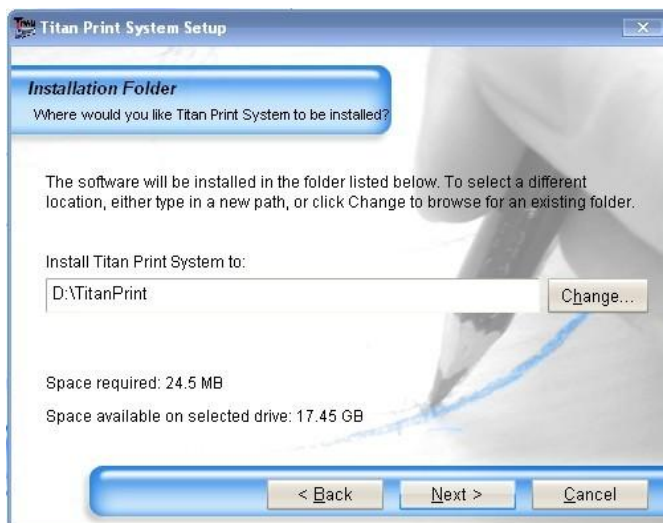 Titan Print System Setup
Installation Folder
Where would you like Titan Print System to be installed?
The software will be installed in the folder listed below. To select a different
location, either type in a new path, or click Change to browse for an existing folder.
Install Titan Print System to:
D:\TitanPrint
Change...
Space required: 24.5 MB
Space available on selected drive: 17.45 GB
< Back
Next >
Cancel